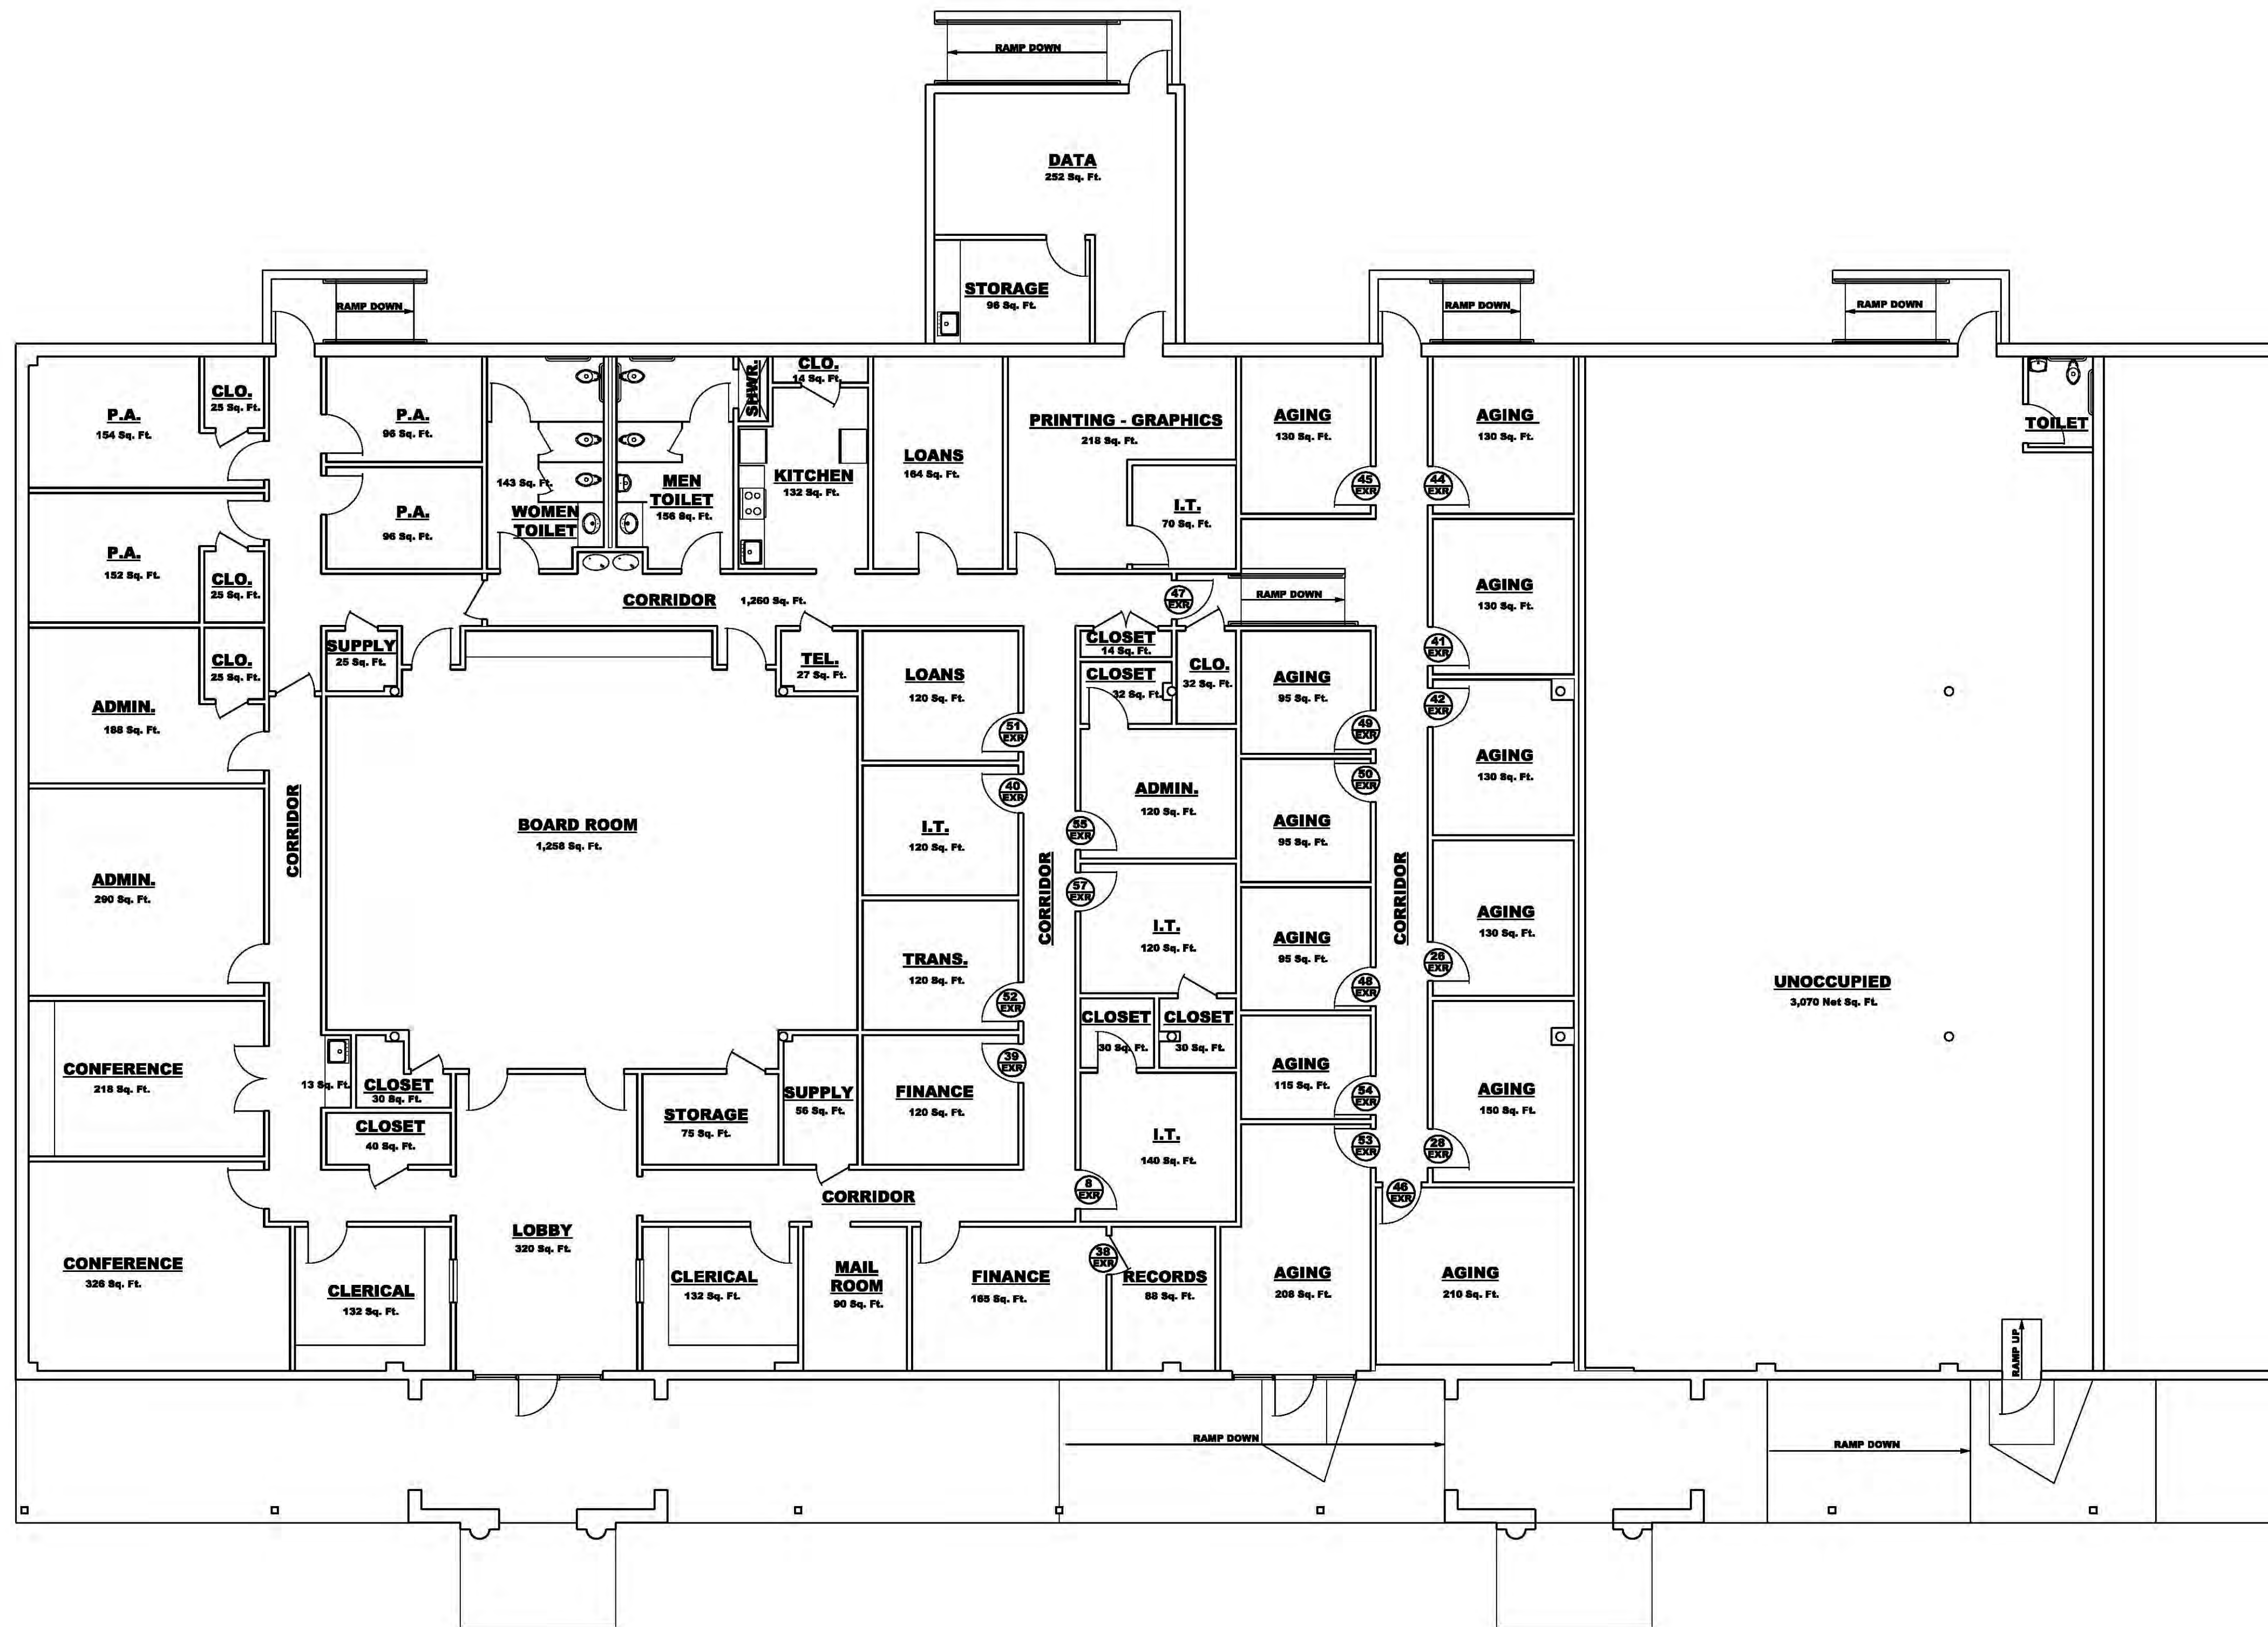 RAMP DOWN
DATA
252 Sq. Ft.
STORAGE
96 Sq. Ft.
RAMP DOWN
RAMP DOWN
RAMP DOWN
P.A.
154 Sq. Ft.
CLO.
25 Sq. Ft.
P.A.
96 Sq. Ft.
P.A.
152 Sq. Ft.
CLO.
25 Sq. Ft.
P.A.
96 Sq. Ft.
143 Sq. Ft.
WOMEN
TOILET
MEN
TOILET
156 Sq. Ft.
SHWR.
CLO.
14 Sq. Ft.
KITCHEN
132 Sq. Ft.
LOANS
164 Sq. Ft.
PRINTING - GRAPHICS
218 Sq. Ft.
I.T.
70 Sq. Ft.
AGING
130 Sq. Ft.
45
EXR
AGING
130 Sq. Ft.
44
EXR
TOILET
CORRIDOR
1,260 Sq. Ft.
47
EXR
RAMP DOWN
AGING
130 Sq. Ft.
41
EXR
ADMIN.
188 Sq. Ft.
CLO.
25 Sq. Ft.
SUPPLY
25 Sq. Ft.
TEL.
27 Sq. Ft.
LOANS
120 Sq. Ft.
51
EXR
CLOSET
14 Sq. Ft.
CLOSET
32 Sq. Ft.
CLO.
32 Sq. Ft.
AGING
95 Sq. Ft.
49
EXR
42
EXR
AGING
130 Sq. Ft.
ADMIN.
290 Sq. Ft.
CORRIDOR
BOARD ROOM
1,258 Sq. Ft.
I.T.
120 Sq. Ft.
40
EXR
CORRIDOR
55
EXR
ADMIN.
120 Sq. Ft.
50
EXR
AGING
95 Sq. Ft.
CORRIDOR
57
EXR
I.T.
120 Sq. Ft.
AGING
95 Sq. Ft.
48
EXR
AGING
130 Sq. Ft.
26
EXR
UNOCCUPIED
3,070 Net Sq. Ft.
TRANS.
120 Sq. Ft.
52
EXR
CLOSET
30 Sq. Ft.
CLOSET
30 Sq. Ft.
CONFERENCE
218 Sq. Ft.
13 Sq. Ft.
CLOSET
30 Sq. Ft.
CLOSET
40 Sq. Ft.
STORAGE
75 Sq. Ft.
SUPPLY
56 Sq. Ft.
FINANCE
120 Sq. Ft.
39
EXR
I.T.
140 Sq. Ft.
8
EXR
AGING
115 Sq. Ft.
54
EXR
53
EXR
AGING
150 Sq. Ft.
28
EXR
46
EXR
CORRIDOR
CONFERENCE
326 Sq. Ft.
CLERICAL
132 Sq. Ft.
LOBBY
320 Sq. Ft.
CLERICAL
132 Sq. Ft.
MAIL
ROOM
90 Sq. Ft.
FINANCE
165 Sq. Ft.
38
EXR
RECORDS
88 Sq. Ft.
AGING
208 Sq. Ft.
AGING
210 Sq. Ft.
RAMP UP
RAMP DOWN
RAMP DOWN